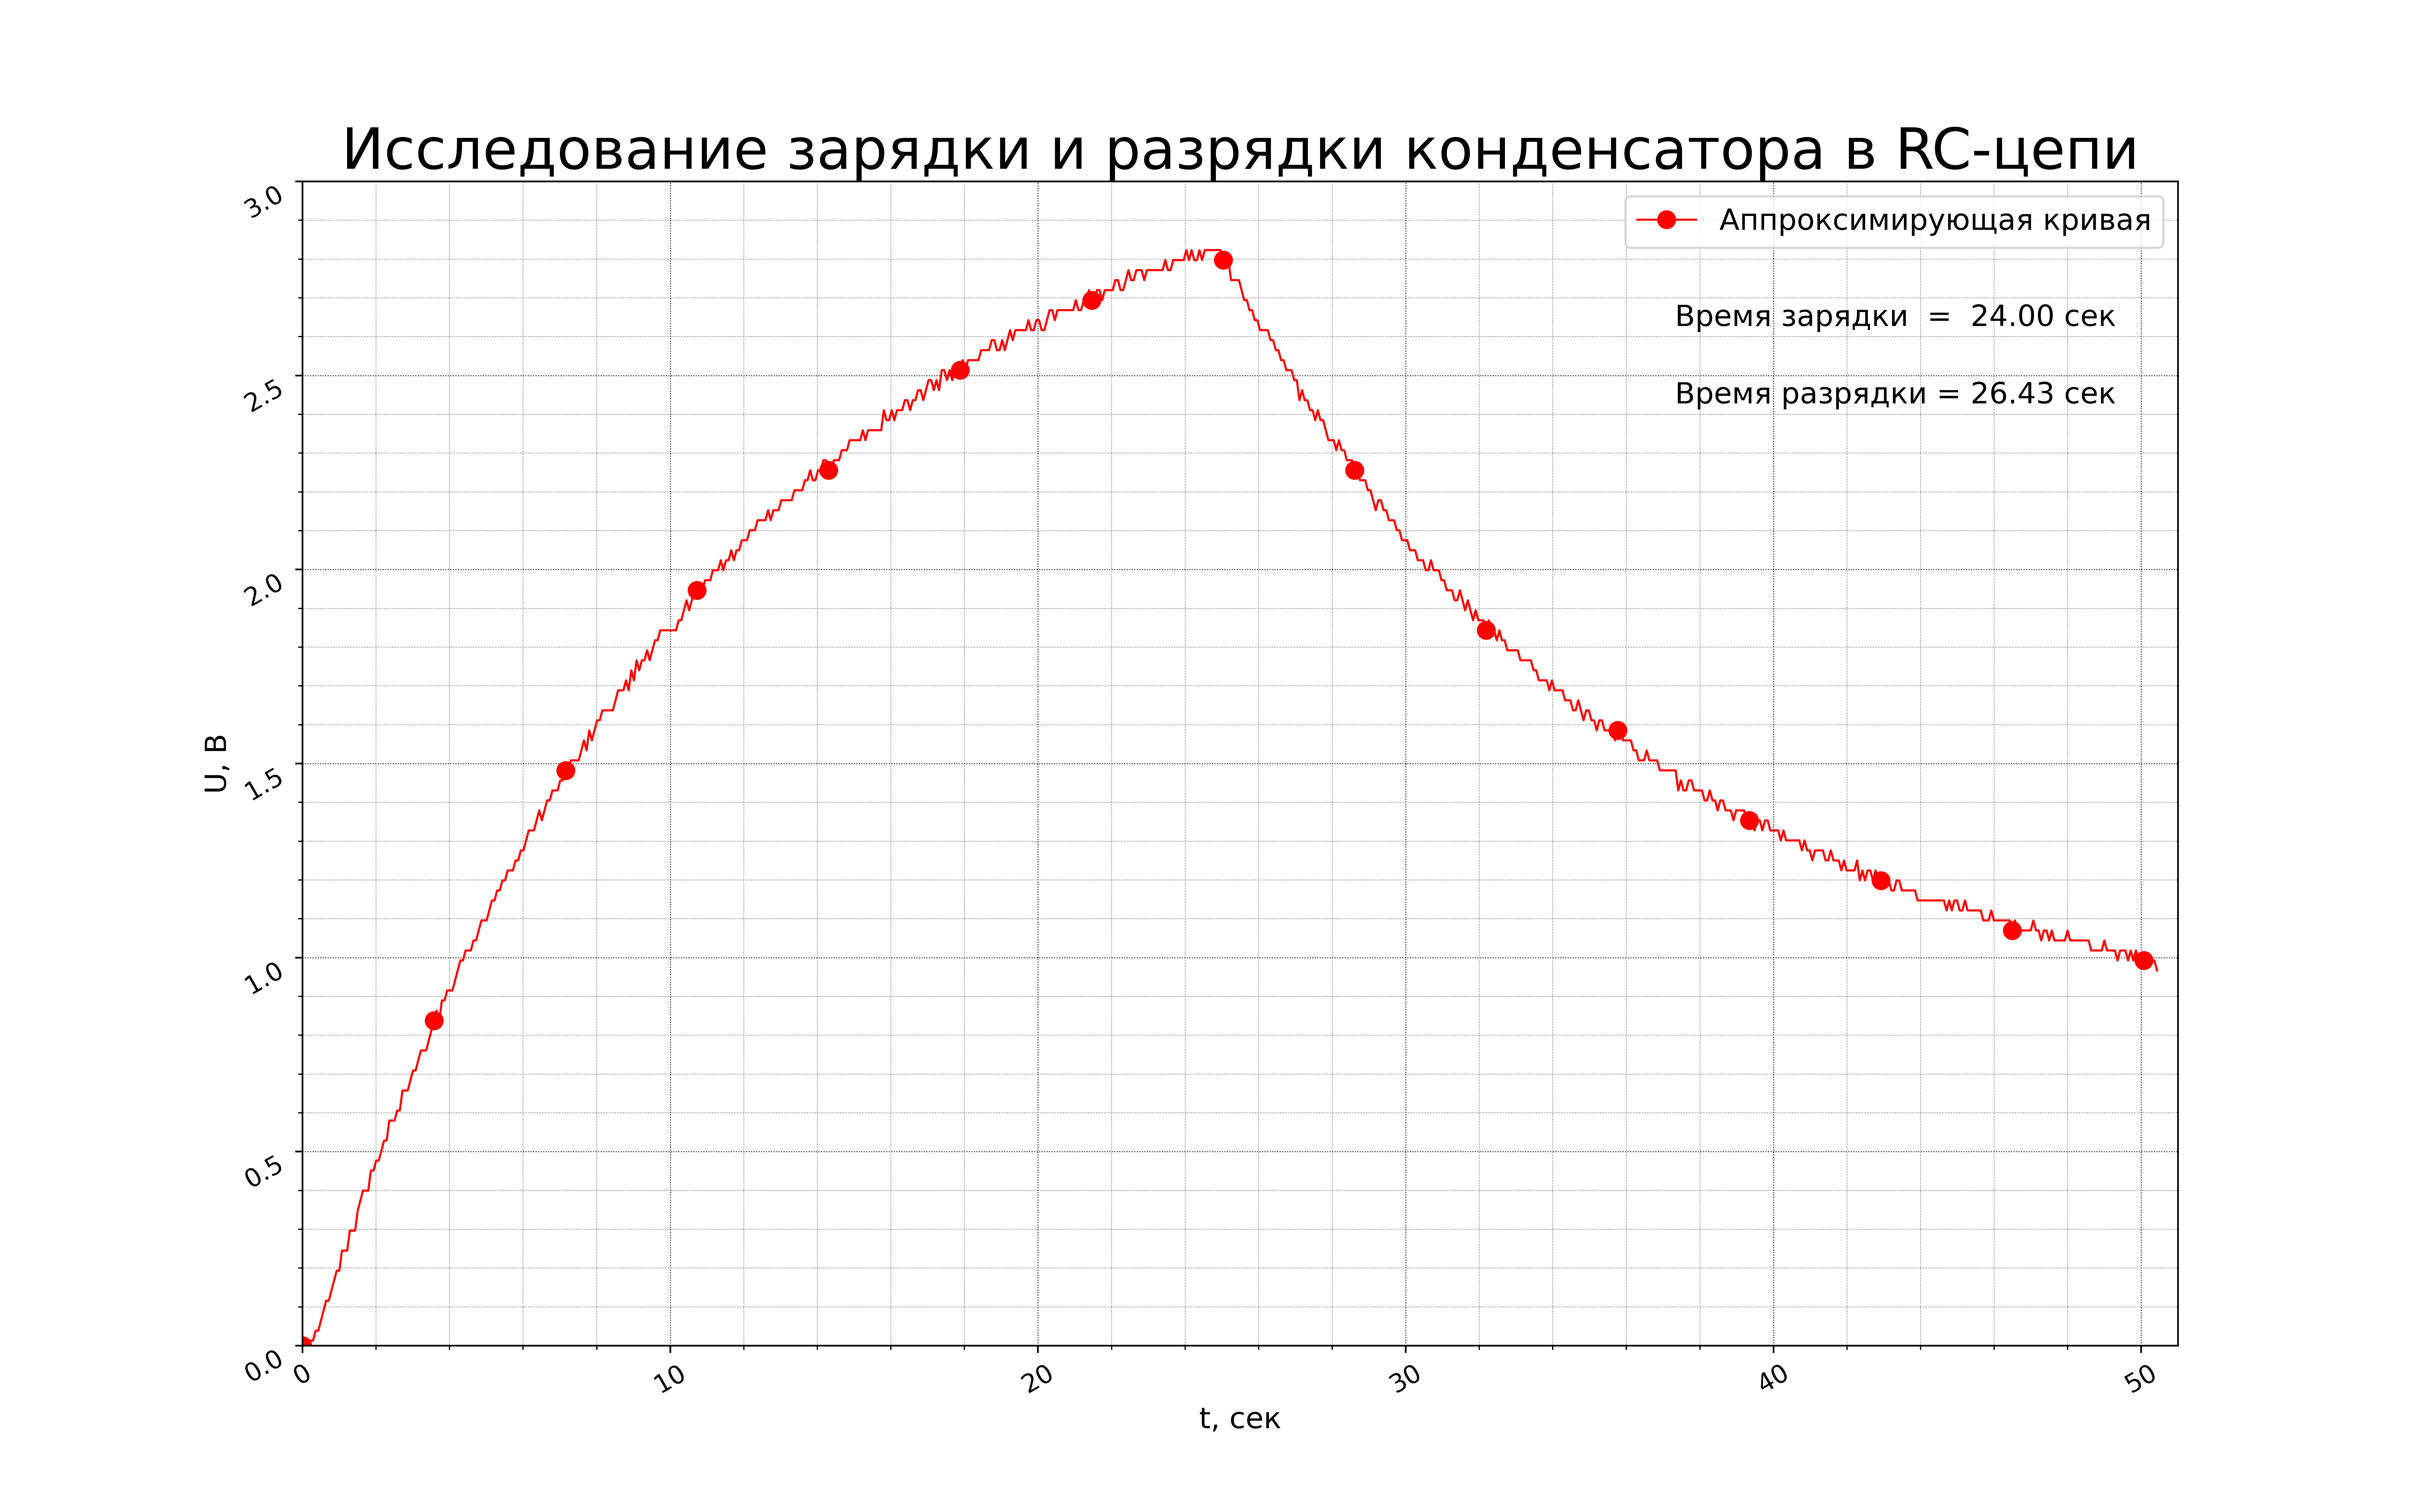 Исследование зарядки и разрядки конденсатора в RC-цепи
Аппроксимирующая кривая
Время зарядки = 24.00 сек
Время разрядки = 26.43 сек
3.0
2.5
2.0
1.5
1.0
0.5
0.0
U, В
0 10 20 30 40 50
t, сек